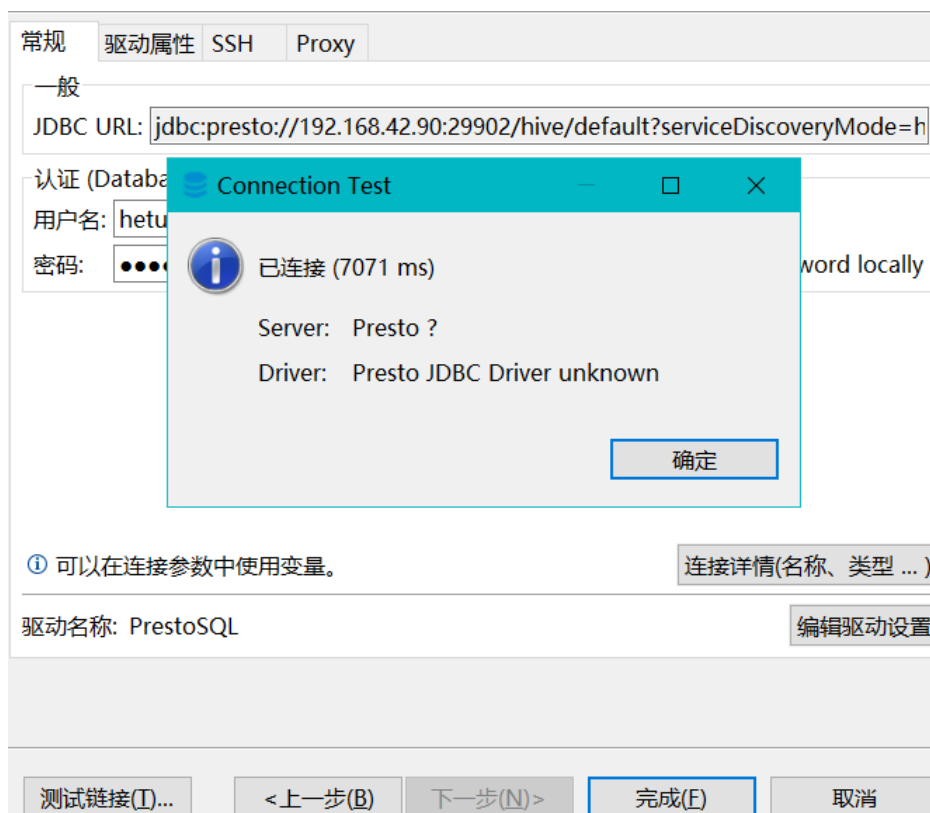 常规 驱动属性 SSH Proxy
一般
JDBC URL: jdbc:presto://192.168.42.90:29902/hive/default?serviceDiscoveryMode=h
认证 (Databa
Connection Test
用户名: hetu
密码: ●●●● word locally
已连接 (7071 ms)
Server: Presto ?
Driver: Presto JDBC Driver unknown
确定
可以在连接参数中使用变量。
连接详情(名称、类型 ... )
驱动名称: PrestoSQL
编辑驱动设置
测试链接(T)... <上一步(B) 下一步(N)> 完成(F) 取消